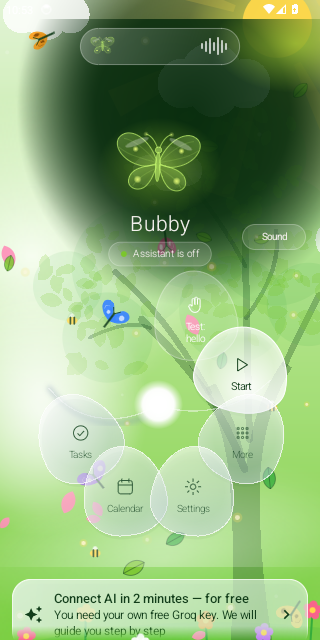 Bubby
Sound
Assistant is off
Test:
hello
Start
Tasks
More
Calendar
Settings
Connect AI in 2 minutes — for free
You need your own free Groq key. We will
guide you step by step